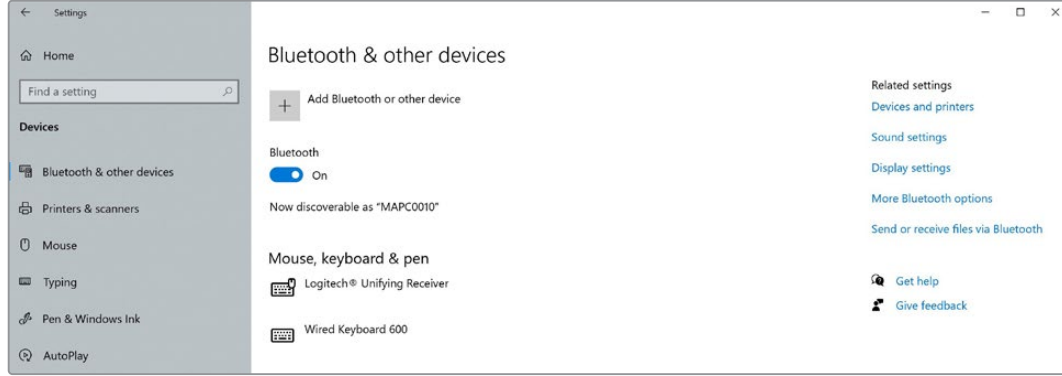 Settings
Home
Find a setting
Devices
Bluetooth & other devices
Printers & scanners
Mouse
Typing
Pen & Windows Ink
AutoPlay
Bluetooth & other devices
Add Bluetooth or other device
Bluetooth
On
Now discoverable as "MAPC0010"
Mouse, keyboard & pen
Logitech® Unifying Receiver
Wired Keyboard 600
Related settings
Devices and printers
Sound settings
Display settings
More Bluetooth options
Send or receive files via Bluetooth
Get help
Give feedback